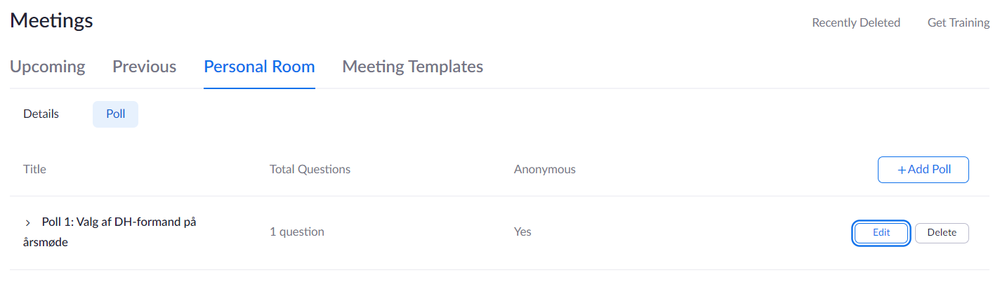 Meetings
Recently Deleted Get Training
Upcoming Previous Personal Room Meeting Templates
Details Poll
Title Total Questions Anonymous +Add Poll
Poll 1: Valg af DH-formand på
årsmøde
1 question Yes Edit Delete